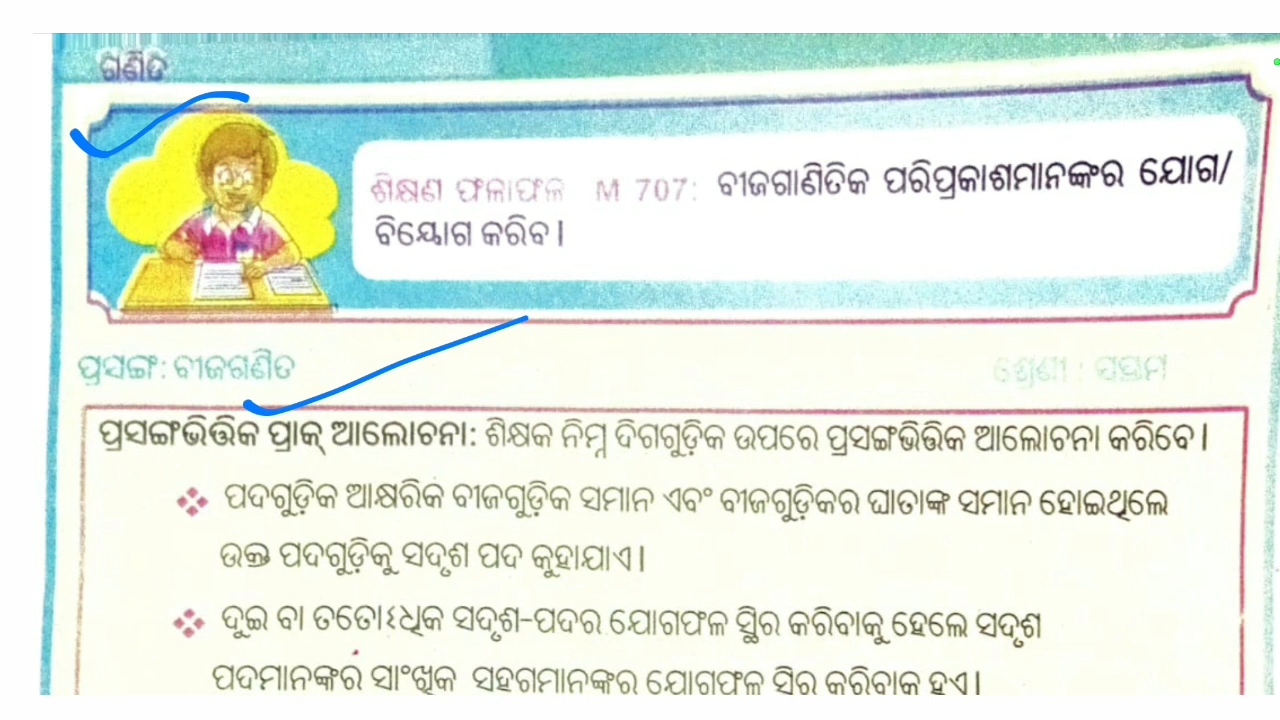 ଗଣିତ
ଶିକ୍ଷଣ ଫଳାଫଳ M 707: ବୀଜଗାଣିତିକ ପରିପ୍ରକାଶମାନଙ୍କର ଯୋଗ/
ବିୟୋଗ କରିବ।
ପ୍ରସଙ୍ଗ: ବୀଜଗଣିତ
ଶ୍ରେଣୀ : ସପ୍ତମ
ପ୍ରସଙ୍ଗଭିତ୍ତିକ ପ୍ରାକ୍ ଆଲୋଚନା: ଶିକ୍ଷକ ନିମ୍ନ ଦିଗଗୁଡ଼ିକ ଉପରେ ପ୍ରସଙ୍ଗଭିତ୍ତିକ ଆଲୋଚନା କରିବେ।
❖ ପଦଗୁଡ଼ିକ ଆକ୍ଷରିକ ବୀଜଗୁଡ଼ିକ ସମାନ ଏବଂ ବୀଜଗୁଡ଼ିକର ଘାତାଙ୍କ ସମାନ ହୋଇଥିଲେ
ଉକ୍ତ ପଦଗୁଡ଼ିକୁ ସଦୃଶ ପଦ କୁହାଯାଏ।
❖ ଦୁଇ ବା ତତୋଽଧିକ ସଦୃଶ-ପଦର ଯୋଗଫଳ ସ୍ଥିର କରିବାକୁ ହେଲେ ସଦୃଶ
ପଦମାନଙ୍କର ସାଂଖ୍ୟିକ ସହଗମାନଙ୍କର ଯୋଗଫଳ ସ୍ଥିର କରିବାକୁ ହୁଏ।